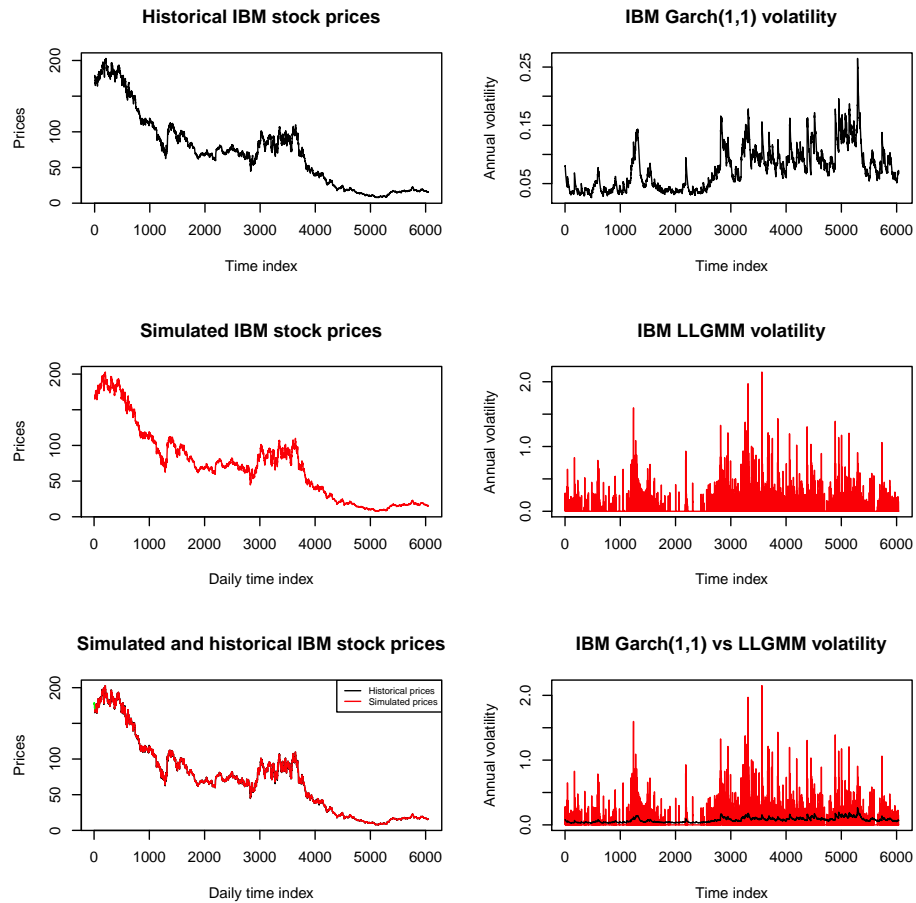 Historical IBM stock prices
Prices
200
100
50
0
0 1000 2000 3000 4000 5000 6000
Time index
IBM Garch(1,1) volatility
Annual volatility
0.25
0.15
0.05
0 1000 2000 3000 4000 5000 6000
Time index
Simulated IBM stock prices
Prices
200
100
50
0
0 1000 2000 3000 4000 5000 6000
Daily time index
IBM LLGMM volatility
Annual volatility
2.0
1.0
0.0
0 1000 2000 3000 4000 5000 6000
Time index
Simulated and historical IBM stock prices
Prices
200
100
50
0
Historical prices
Simulated prices
0 1000 2000 3000 4000 5000 6000
Daily time index
IBM Garch(1,1) vs LLGMM volatility
Annual volatility
2.0
1.0
0.0
0 1000 2000 3000 4000 5000 6000
Time index